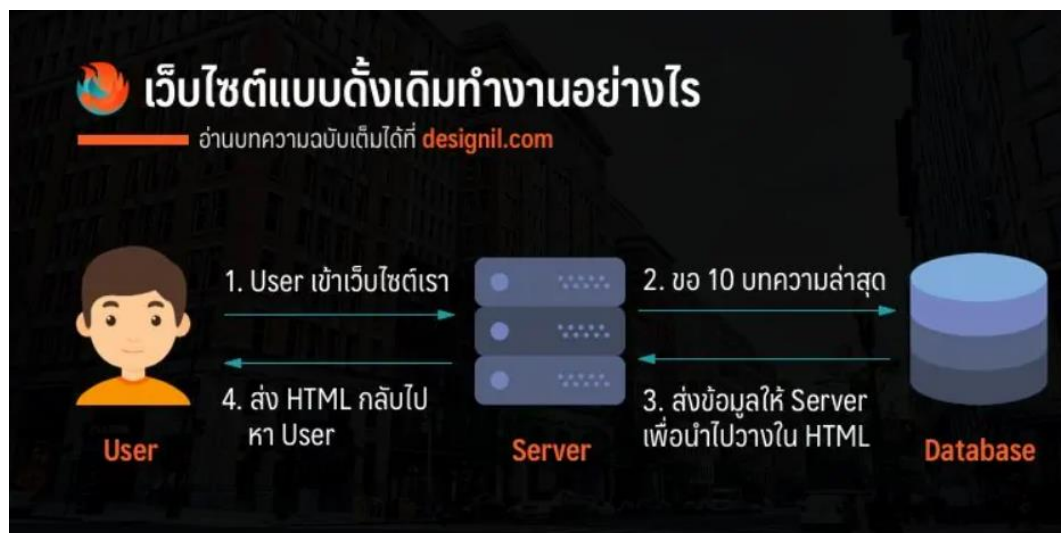 เว็บไซต์แบบดั้งเดิมทำงานอย่างไร
อ่านบทความฉบับเต็มได้ที่ designil.com
1. User เข้าเว็บไซต์เรา
2. ขอ 10 บทความล่าสุด
4. ส่ง HTML กลับไป
หา User
3. ส่งข้อมูลให้ Server
เพื่อนำไปวางใน HTML
User
Server
Database